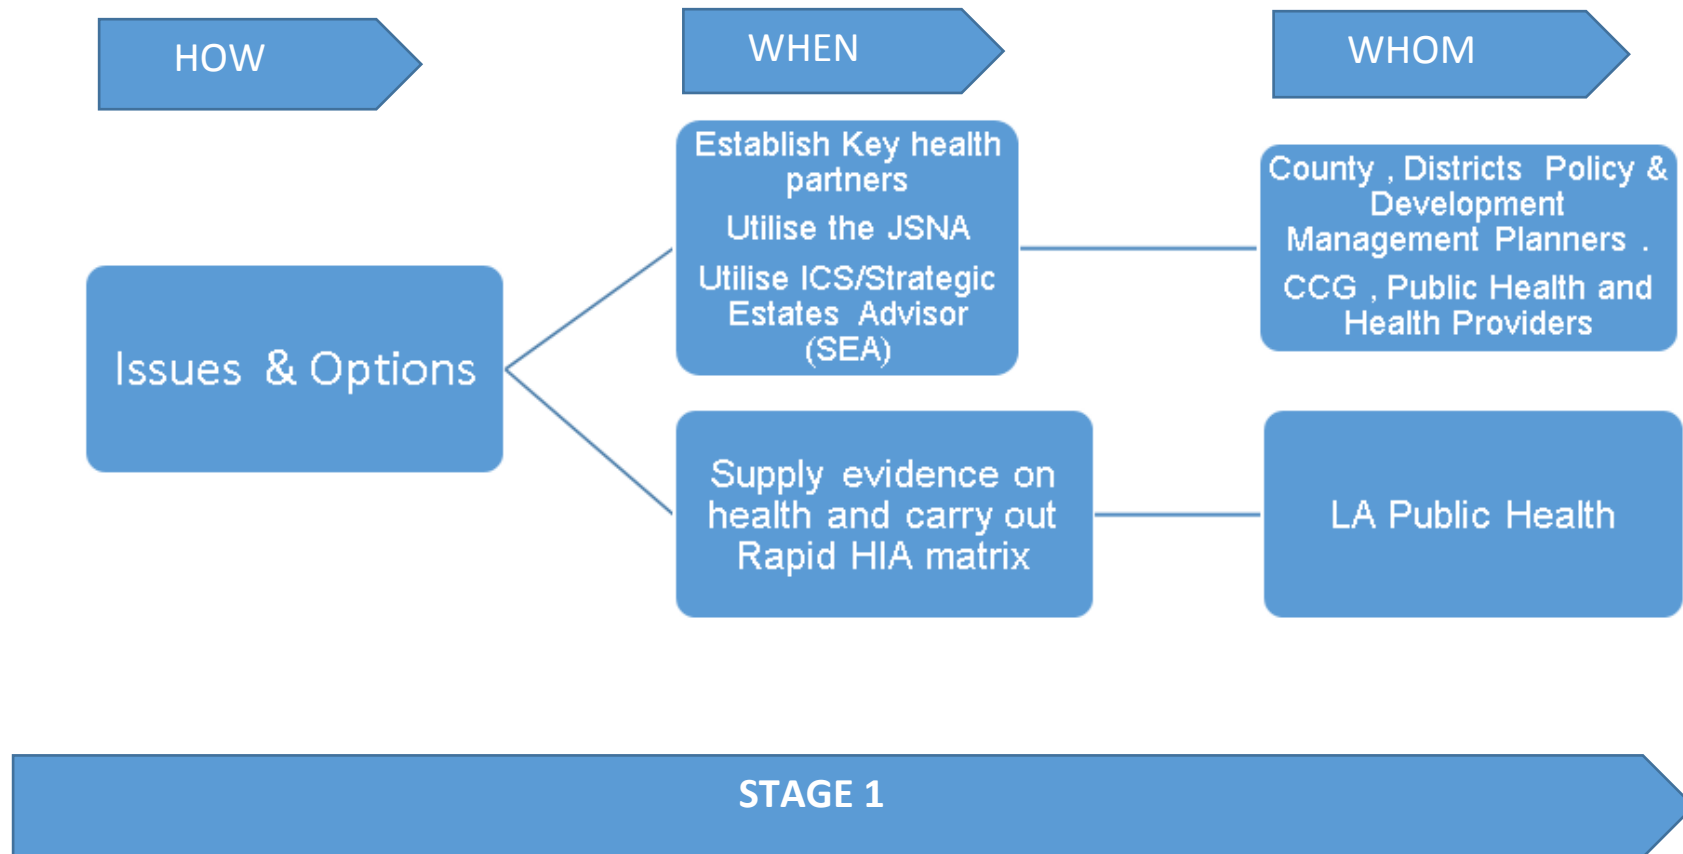 HOW
WHEN
WHOM
Issues & Options
Establish Key health
partners
Utilise the JSNA
Utilise ICS/Strategic
Estates Advisor
(SEA)
County , Districts Policy &
Development
Management Planners .
CCG , Public Health and
Health Providers
Supply evidence on
health and carry out
Rapid HIA matrix
LA Public Health
STAGE 1